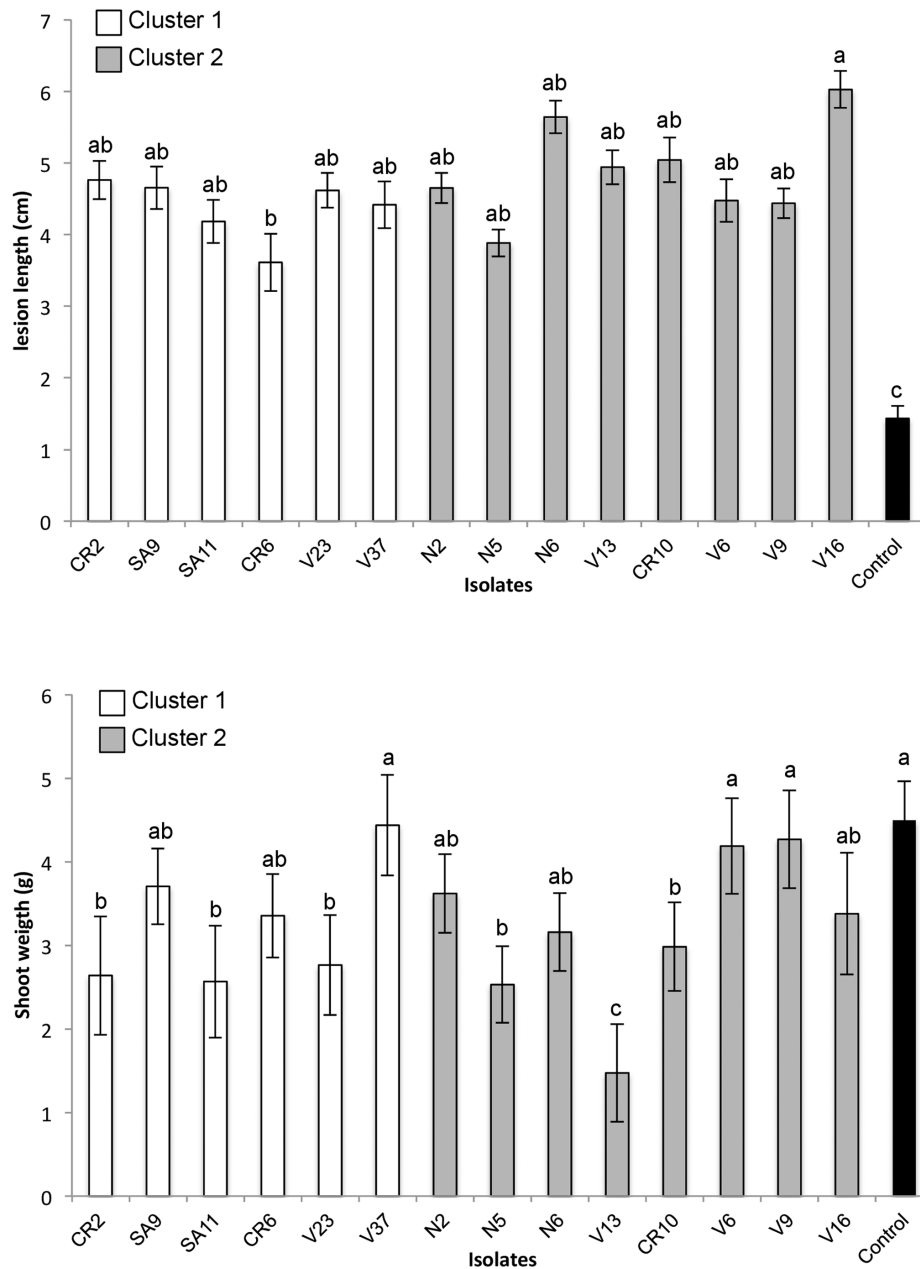 7
6
5
4
3
2
1
0
lesion length (cm)
Cluster 1
Cluster 2
ab
ab
ab
b
ab
ab
ab
ab
ab
ab
ab
ab
ab
a
c
CR2
SA9
SA11
CR6
V23
V37
N2
N5
N6
V13
CR10
V6
V9
V16
Control
Isolates
6
5
4
3
2
1
0
Shoot weigth (g)
Cluster 1
Cluster 2
b
ab
b
ab
b
a
ab
b
ab
c
b
a
a
ab
a
CR2
SA9
SA11
CR6
V23
V37
N2
N5
N6
V13
CR10
V6
V9
V16
Control
Isolates